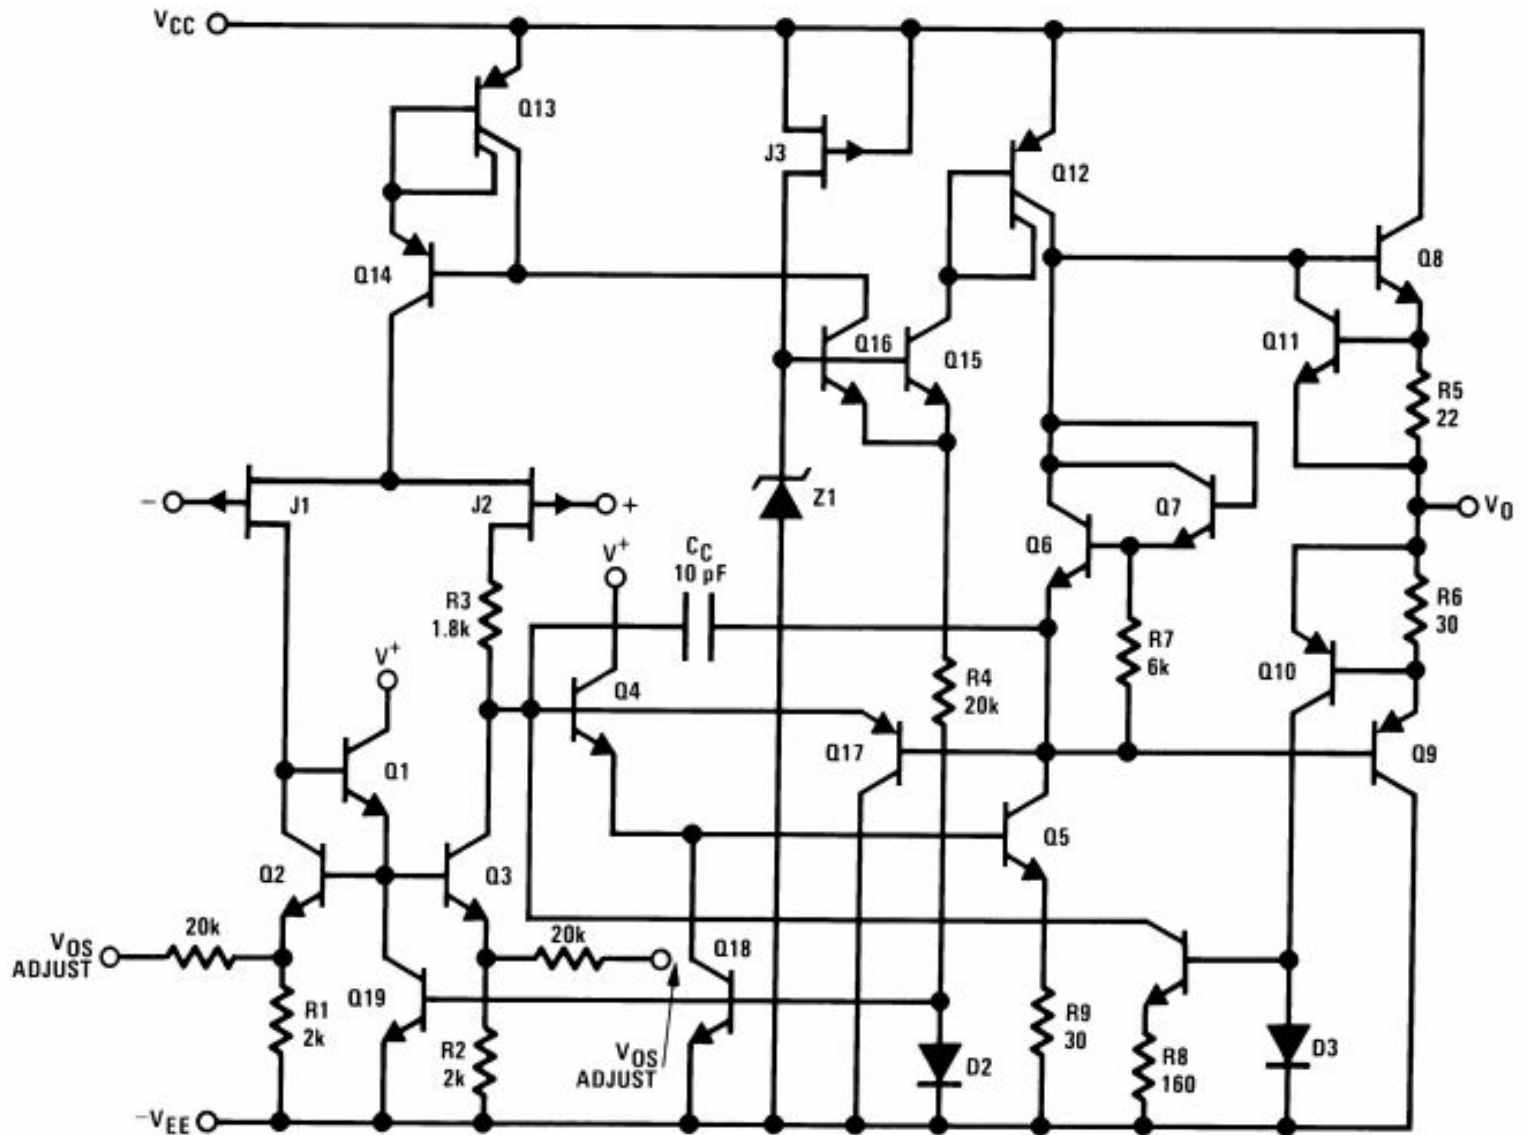 VCC
Q13
J3
Q12
Q14
Q8
Q16
Q15
Q11
R5
22
J1
J2
Z1
Q7
VO
−
+
V+
CC
10 pF
Q6
R3
1.8k
R6
30
R7
6k
V+
Q4
R4
20k
Q10
Q1
Q17
Q9
Q5
Q2
Q3
20k
VOS
ADJUST
20k
Q18
Q19
R1
2k
R2
2k
VOS
ADJUST
R9
30
D2
R8
160
D3
-VEE